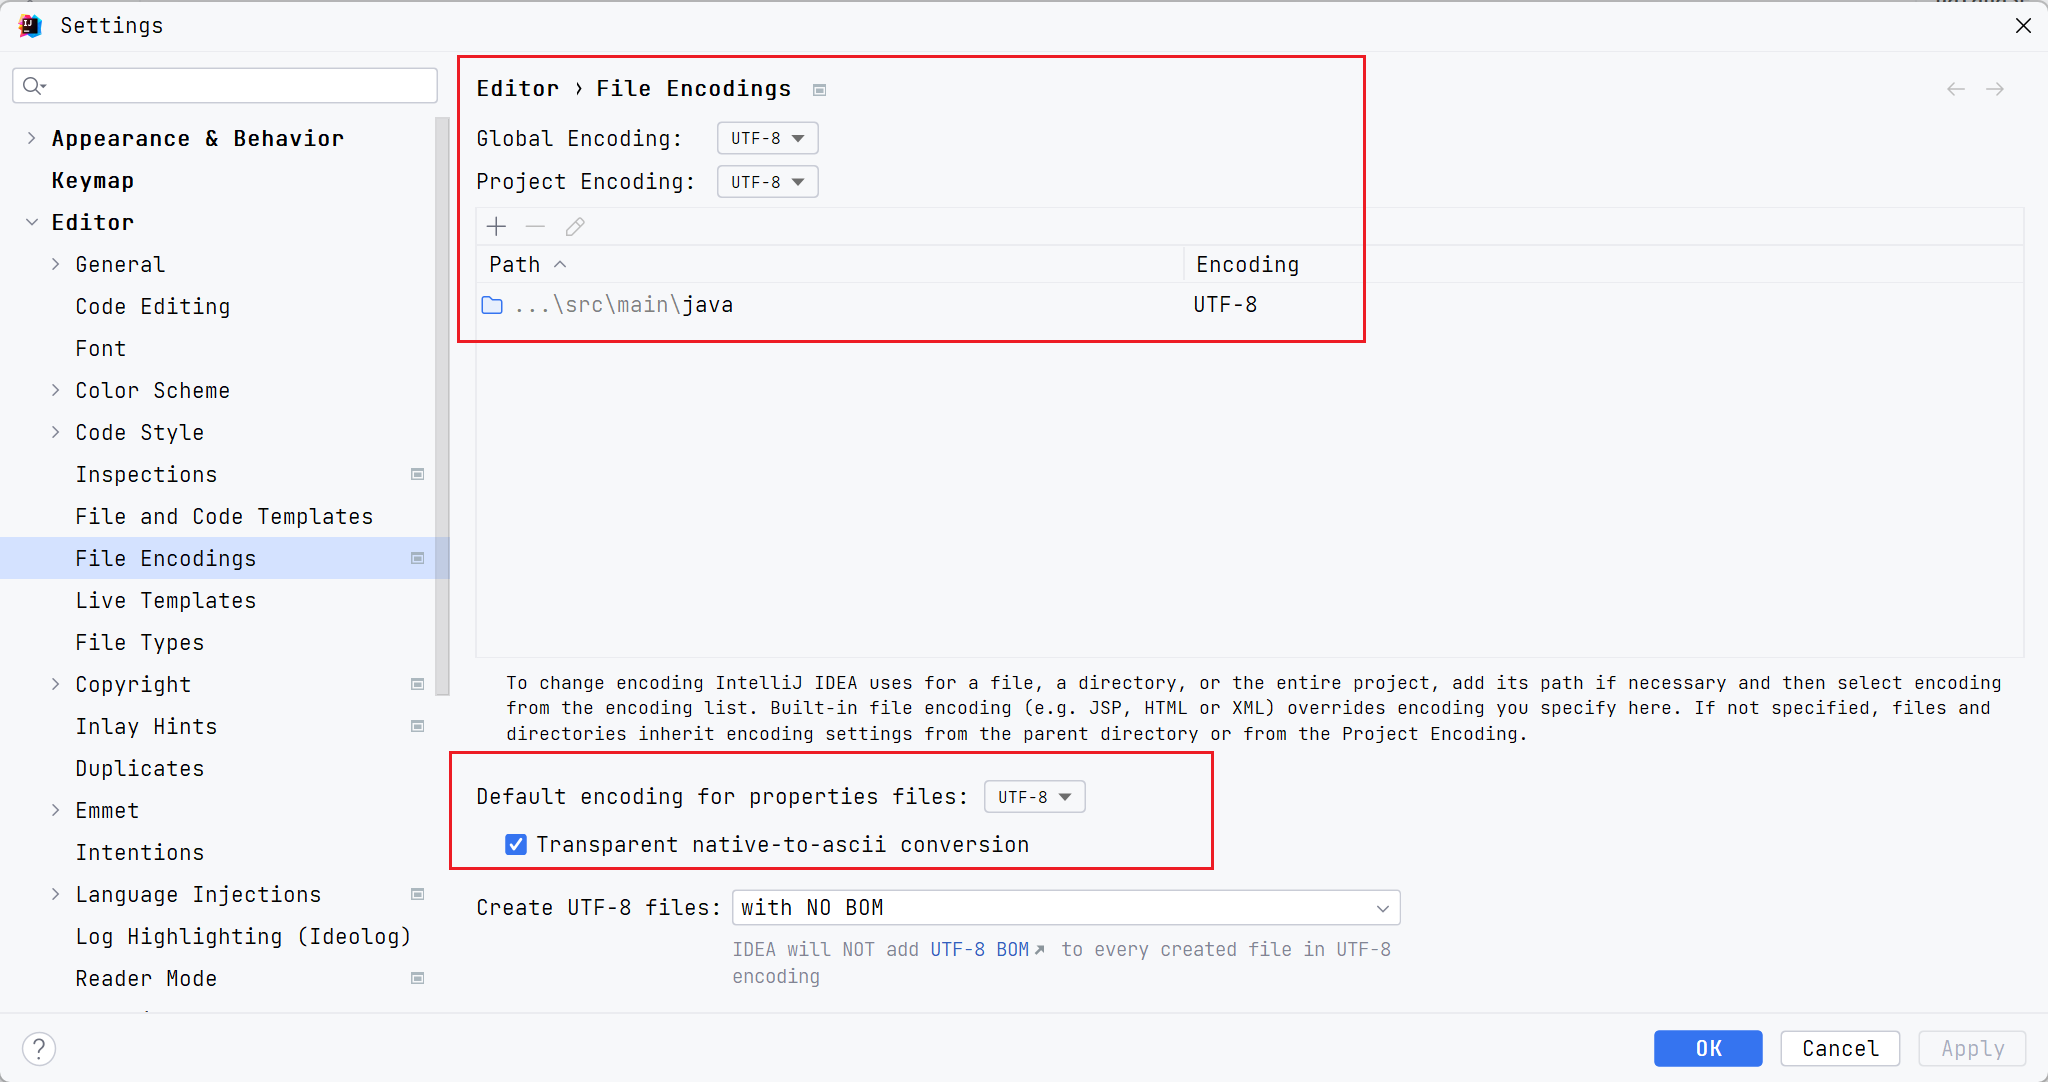 Settings
Appearance & Behavior
Keymap
Editor
General
Code Editing
Font
Color Scheme
Code Style
Inspections
File and Code Templates
File Encodings
Live Templates
File Types
Copyright
Inlay Hints
Duplicates
Emmet
Intentions
Language Injections
Log Highlighting (Ideolog)
Reader Mode
Editor › File Encodings
Global Encoding: UTF-8
Project Encoding: UTF-8
Path Encoding
...\src\main\java UTF-8
To change encoding IntelliJ IDEA uses for a file, a directory, or the entire project, add its path if necessary and then select encoding
from the encoding list. Built-in file encoding (e.g. JSP, HTML or XML) overrides encoding you specify here. If not specified, files and
directories inherit encoding settings from the parent directory or from the Project Encoding.
Default encoding for properties files: UTF-8
Transparent native-to-ascii conversion
Create UTF-8 files: with NO BOM
IDEA will NOT add UTF-8 BOM↗ to every created file in UTF-8
encoding
? OK Cancel Apply